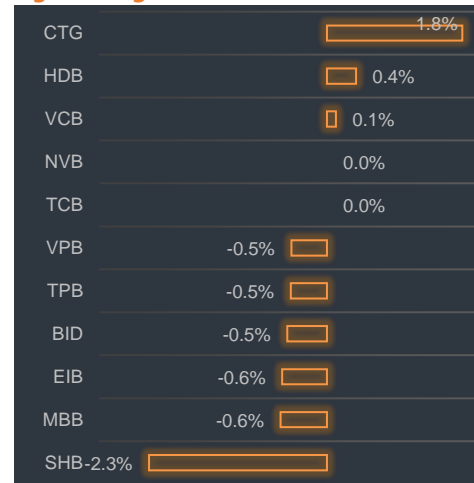 CTG 1.8%
HDB 0.4%
VCB 0.1%
NVB 0.0%
TCB 0.0%
VPB -0.5%
TPB -0.5%
BID -0.5%
EIB -0.6%
MBB -0.6%
SHB -2.3%